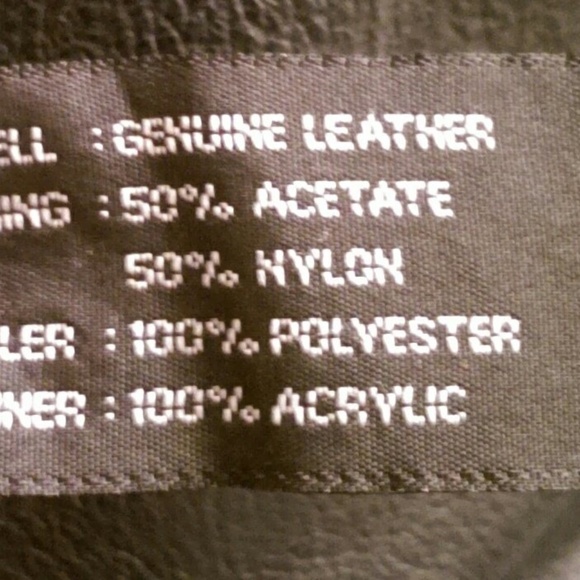 ELL : GENUINE LEATHER
ING : 50% ACETATE
50% NYLON
LER : 100% POLYESTER
NER : 100% ACRYLIC